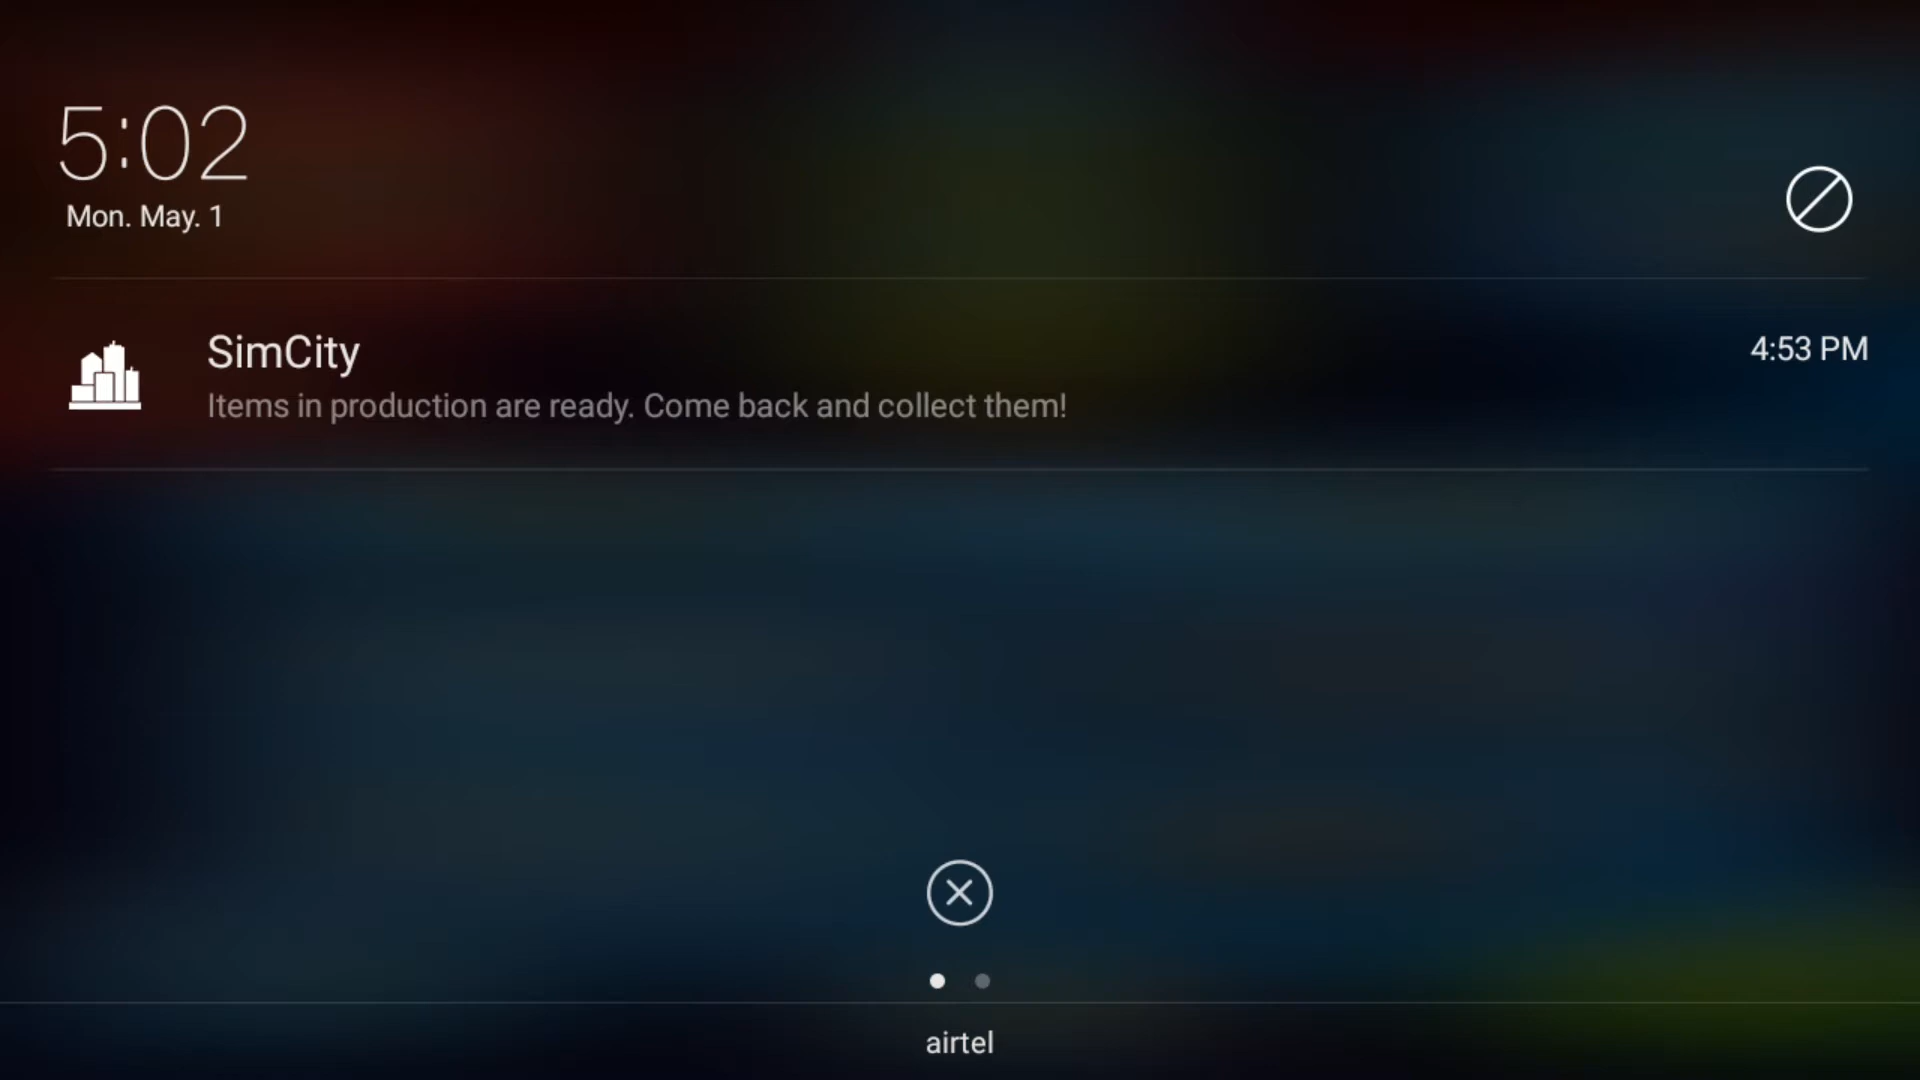 5:02
Mon. May. 1
SimCity
4:53 PM
Items in production are ready. Come back and collect them!
airtel